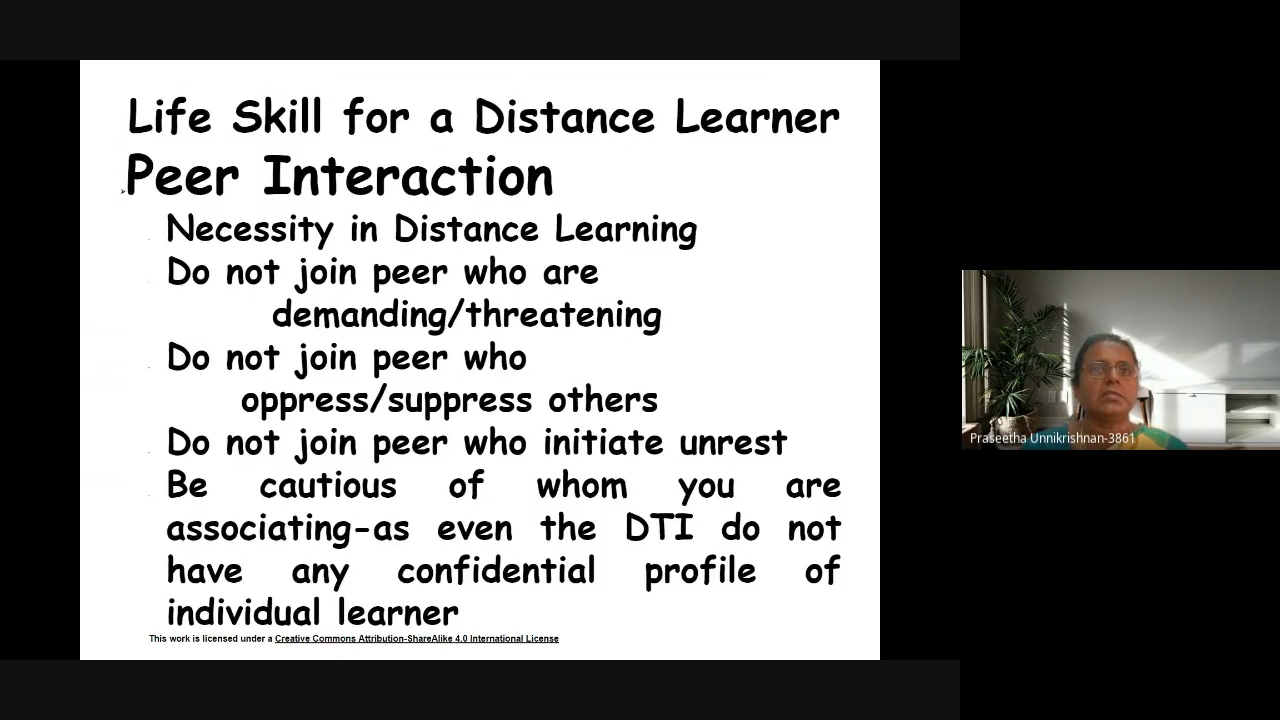 Life Skill for a Distance Learner
Peer Interaction
Necessity in Distance Learning
Do not join peer who are
demanding/threatening
Do not join peer who
oppress/suppress others
Do not join peer who initiate unrest
Be cautious of whom you are
associating-as even the DTI do not
have any confidential profile of
individual learner
This work is licensed under a Creative Commons Attribution-ShareAlike 4.0 International License
Praseetha Unnikrishnan-3861